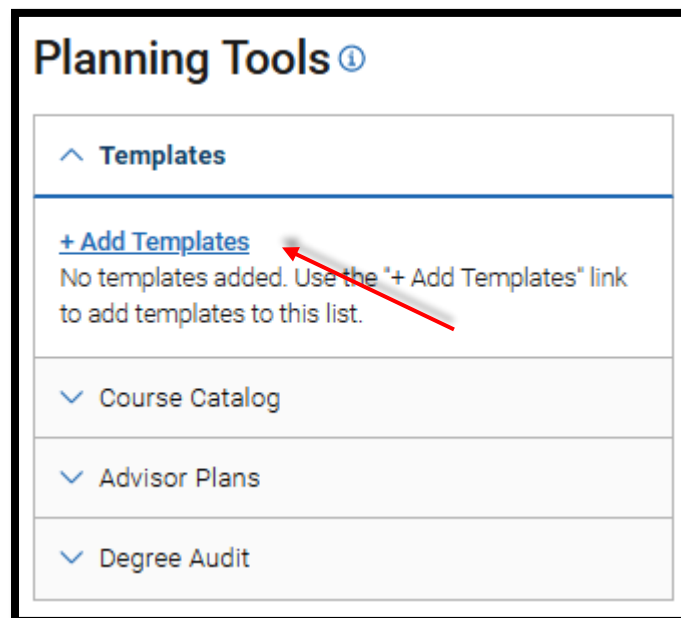 Planning Tools
Templates
+ Add Templates
No templates added. Use the "+ Add Templates" link
to add templates to this list.
Course Catalog
Advisor Plans
Degree Audit